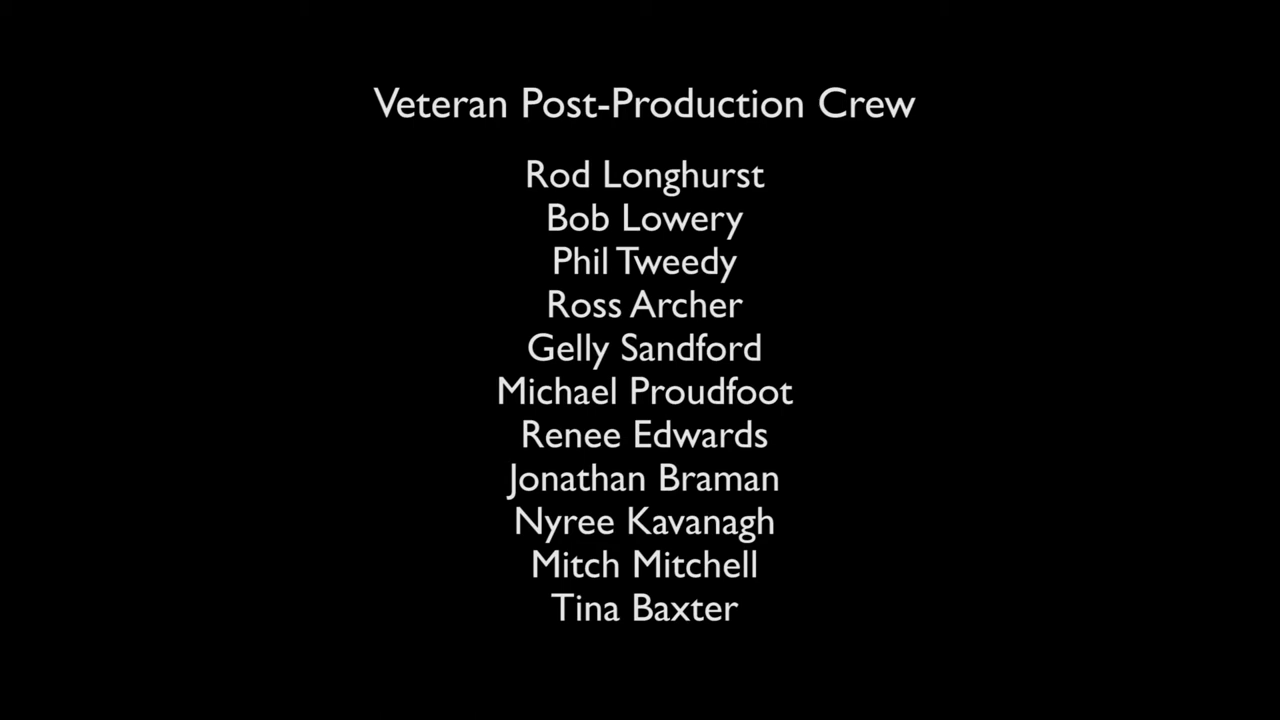 Veteran Post-Production Crew
Rod Longhurst
Bob Lowery
Phil Tweedy
Ross Archer
Gelly Sandford
Michael Proudfoot
Renee Edwards
Jonathan Braman
Nyree Kavanagh
Mitch Mitchell
Tina Baxter